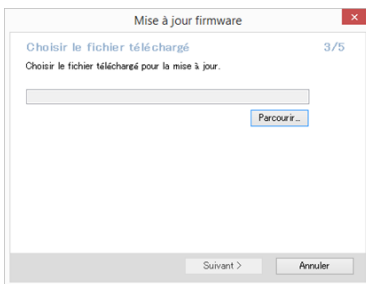 Mise à jour firmware
Choisir le fichier téléchargé 3/5
Choisir le fichier téléchargé pour la mise à jour.
Parcourir...
Suivant >
Annuler